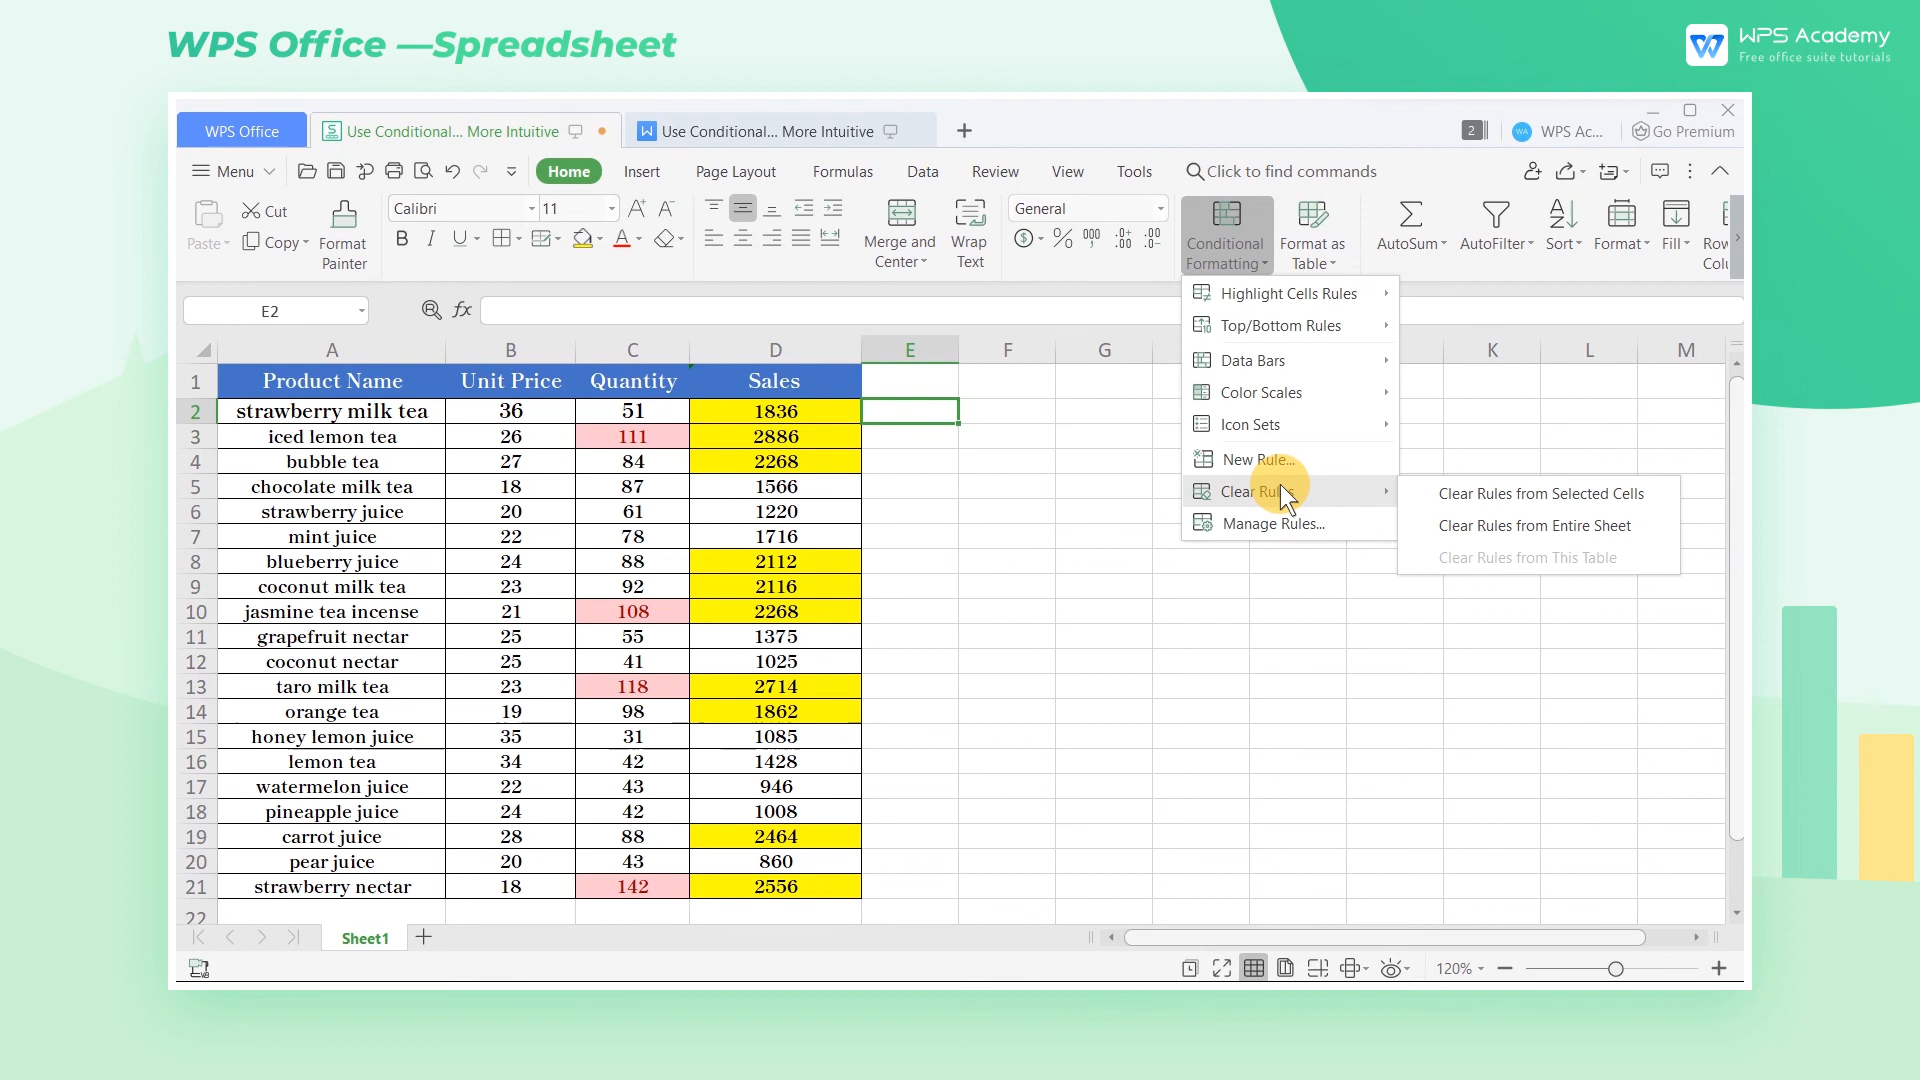 WPS Office —Spreadsheet
WPS Academy
Free office suite tutorials
WPS Office
Use Conditional... More Intuitive
Use Conditional... More Intuitive
2
WA
WPS Ac...
Go Premium
Menu
Home
Insert
Page Layout
Formulas
Data
Review
View
Tools
Click to find commands
Paste
Cut
Copy
Format
Painter
Calibri
11
Merge and
Center
Wrap
Text
General
Conditional
Formatting
Format as
Table
AutoSum
AutoFilter
Sort
Format
Fill
E2
fx
Highlight Cells Rules
Top/Bottom Rules
Data Bars
Color Scales
Icon Sets
New Rule...
Clear Rules
Manage Rules...
Clear Rules from Selected Cells
Clear Rules from Entire Sheet
Clear Rules from This Table
A B C D E F G K L M
1 Product Name Unit Price Quantity Sales
2 strawberry milk tea 36 51 1836
3 iced lemon tea 26 111 2886
4 bubble tea 27 84 2268
5 chocolate milk tea 18 87 1566
6 strawberry juice 20 61 1220
7 mint juice 22 78 1716
8 blueberry juice 24 88 2112
9 coconut milk tea 23 92 2116
10 jasmine tea incense 21 108 2268
11 grapefruit nectar 25 55 1375
12 coconut nectar 25 41 1025
13 taro milk tea 23 118 2714
14 orange tea 19 98 1862
15 honey lemon juice 35 31 1085
16 lemon tea 34 42 1428
17 watermelon juice 22 43 946
18 pineapple juice 24 42 1008
19 carrot juice 28 88 2464
20 pear juice 20 43 860
21 strawberry nectar 18 142 2556
22
Sheet1
120%